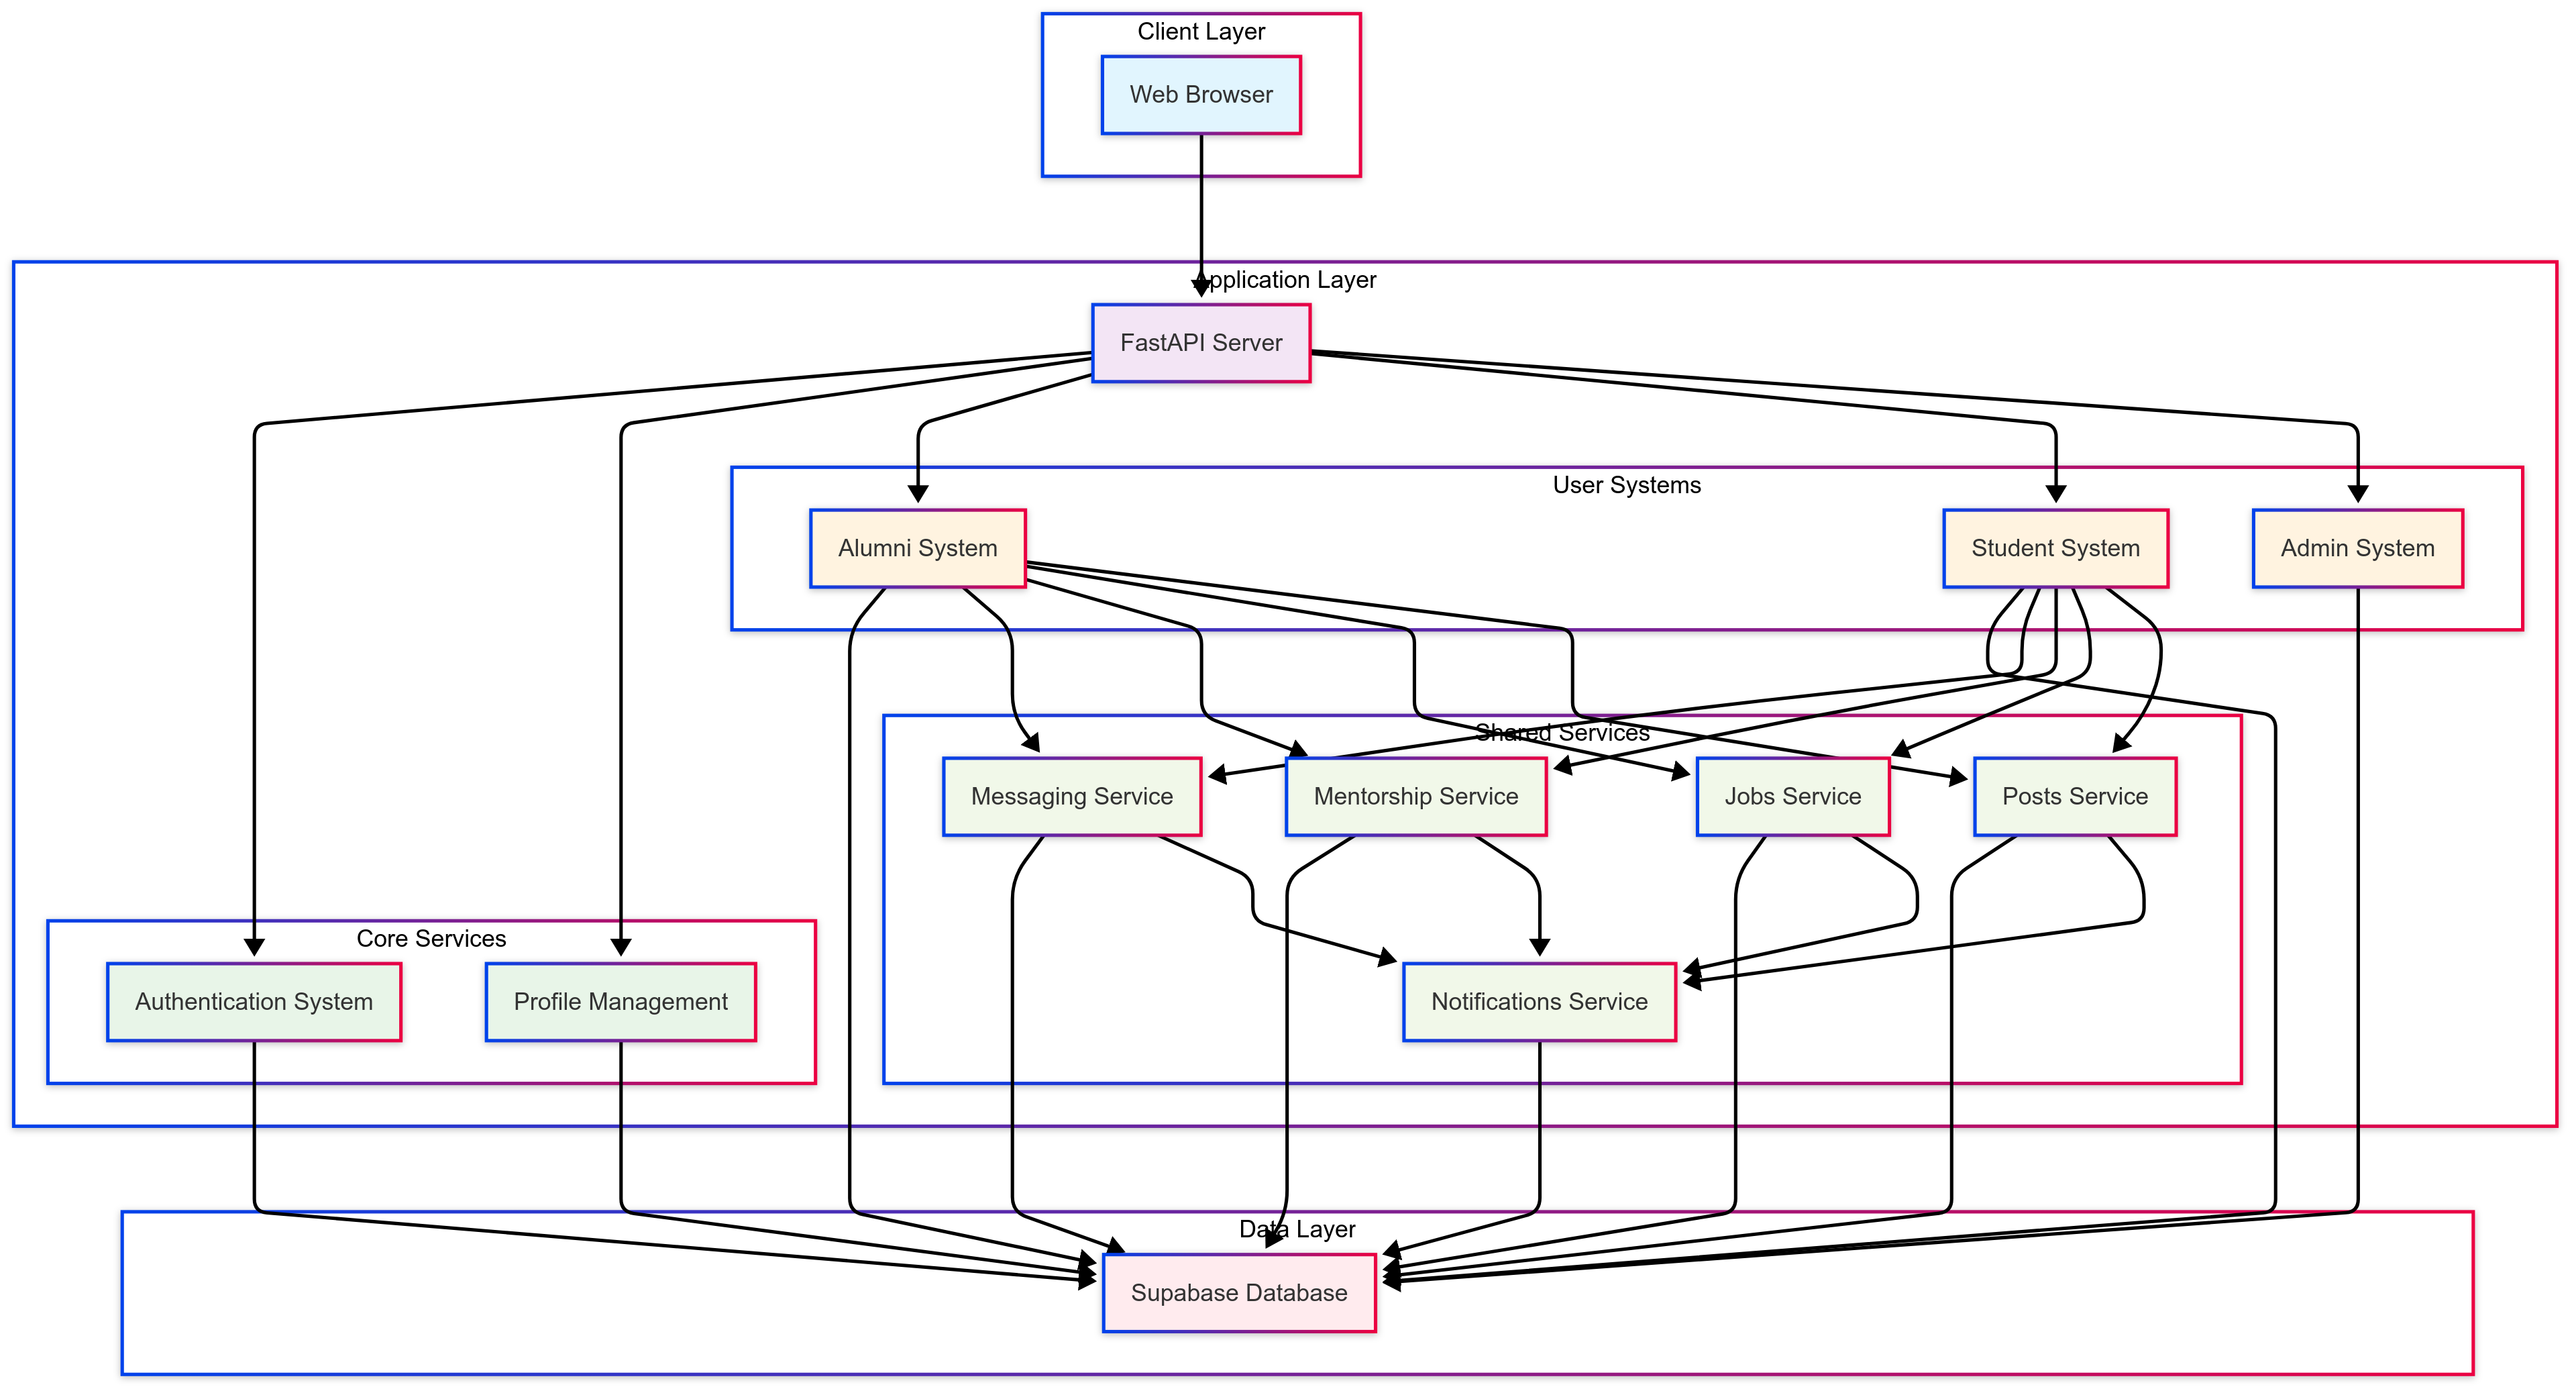 Client Layer
Web Browser
Application Layer
FastAPI Server
User Systems
Alumni System
Student System
Admin System
Shared Services
Messaging Service
Mentorship Service
Jobs Service
Posts Service
Core Services
Authentication System
Profile Management
Notifications Service
Data Layer
Supabase Database